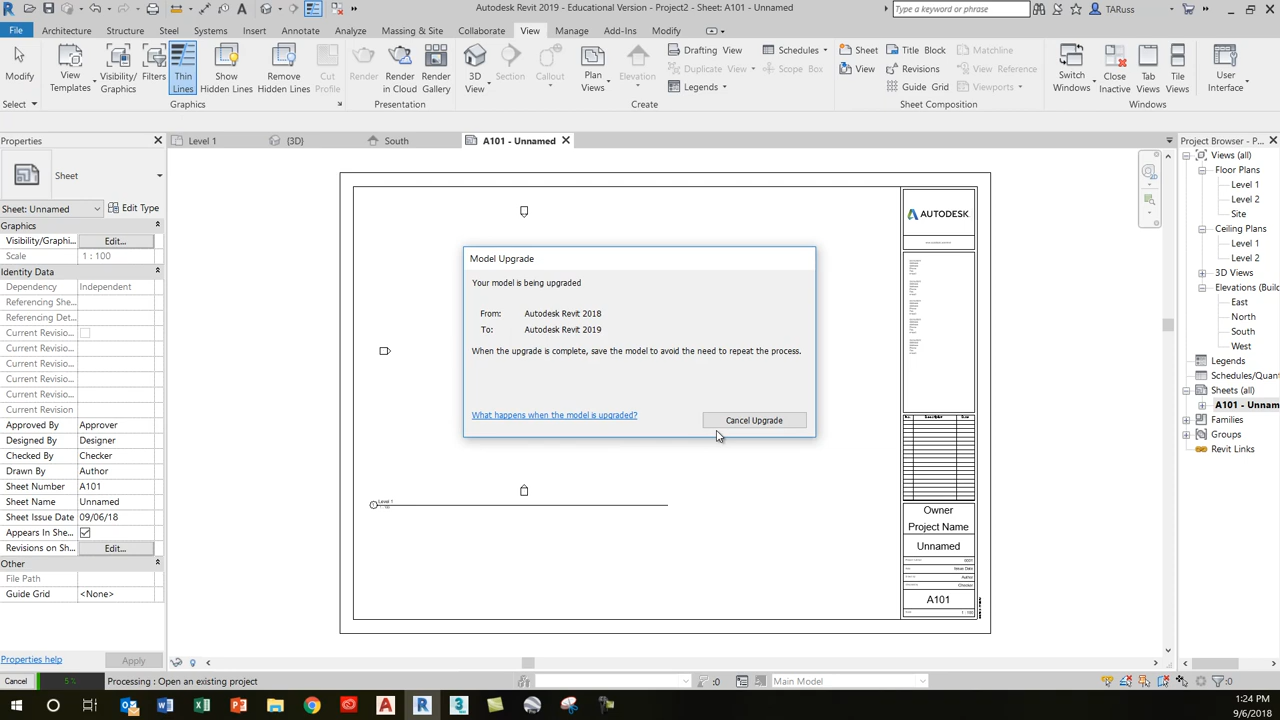 Autodesk Revit 2019 - Educational Version - Project2 - Sheet: A101 - Unnamed
Type a keyword or phrase
TARuss
File
Architecture
Structure
Steel
Systems
Insert
Annotate
Analyze
Massing & Site
Collaborate
View
Manage
Add-Ins
Modify
Modify
View
Templates
Visibility/
Graphics
Filters
Thin
Lines
Show
Hidden Lines
Remove
Hidden Lines
Cut
Profile
Render
Render
in Cloud
Render
Gallery
3D
View
Section
Callout
Plan
Views
Elevation
Drafting View
Duplicate View
Legends
Schedules
Scope Box
Sheet
View
Title Block
Revisions
Guide Grid
Matchline
View Reference
Viewports
Switch
Windows
Close
Inactive
Tab
Views
Tile
Views
User
Interface
Select
Graphics
Presentation
Create
Sheet Composition
Windows
Properties
Level 1
(3D)
South
A101 - Unnamed
Project Browser - P...
Sheet
Sheet: Unnamed
Edit Type
Graphics
Visibility/Graphi...
Edit...
Scale
1 : 100
Identity Data
Dependency
Independent
Referencing She...
Referencing Det...
Current Revisio...
Current Revisio...
Current Revisio...
Current Revisio...
Current Revisio...
Current Revision
Approved By
Approver
Designed By
Designer
Checked By
Checker
Drawn By
Author
Sheet Number
A101
Sheet Name
Unnamed
Sheet Issue Date
09/06/18
Appears In She...
Revisions on Sh...
Edit...
Other
File Path
Guide Grid
<None>
Properties help
Apply
AUTODESK.
Model Upgrade
Your model is being upgraded
From:
Autodesk Revit 2018
To:
Autodesk Revit 2019
When the upgrade is complete, save the model to avoid the need to repeat the process.
What happens when the model is upgraded?
Cancel Upgrade
Level 1
Owner
Project Name
Unnamed
Issue Date
Author
Checker
A101
1 : 100
Views (all)
Floor Plans
Level 1
Level 2
Site
Ceiling Plans
Level 1
Level 2
3D Views
Elevations (Build
East
North
South
West
Legends
Schedules/Quant
Sheets (all)
A101 - Unnam
Families
Groups
Revit Links
Cancel
5%
Processing : Open an existing project
:0
Main Model
:0
1:24 PM
9/6/2018